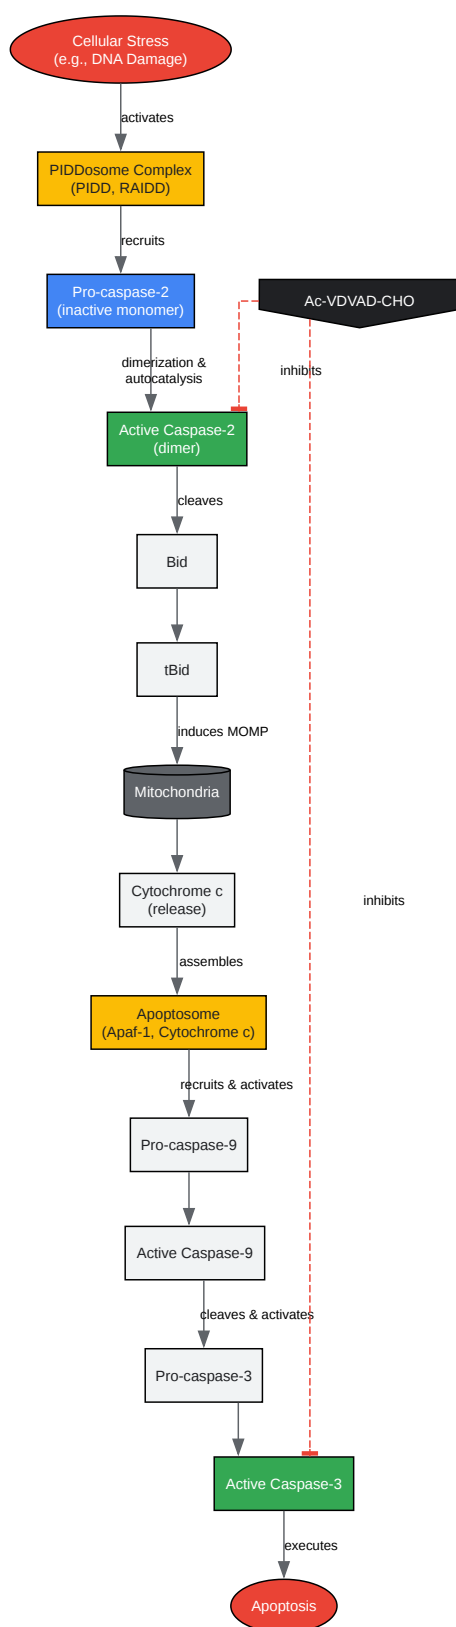 Cellular Stress
(e.g., DNA Damage)
activates
PIDDosome Complex
(PIDD, RAIDD)
recruits
Pro-caspase-2
(inactive monomer)
Ac-VDVAD-CHO
dimerization &
autocatalysis
inhibits
Active Caspase-2
(dimer)
cleaves
Bid
tBid
induces MOMP
Mitochondria
Cytochrome c
(release)
inhibits
assembles
Apoptosome
(Apaf-1, Cytochrome c)
recruits & activates
Pro-caspase-9
Active Caspase-9
cleaves & activates
Pro-caspase-3
Active Caspase-3
executes
Apoptosis